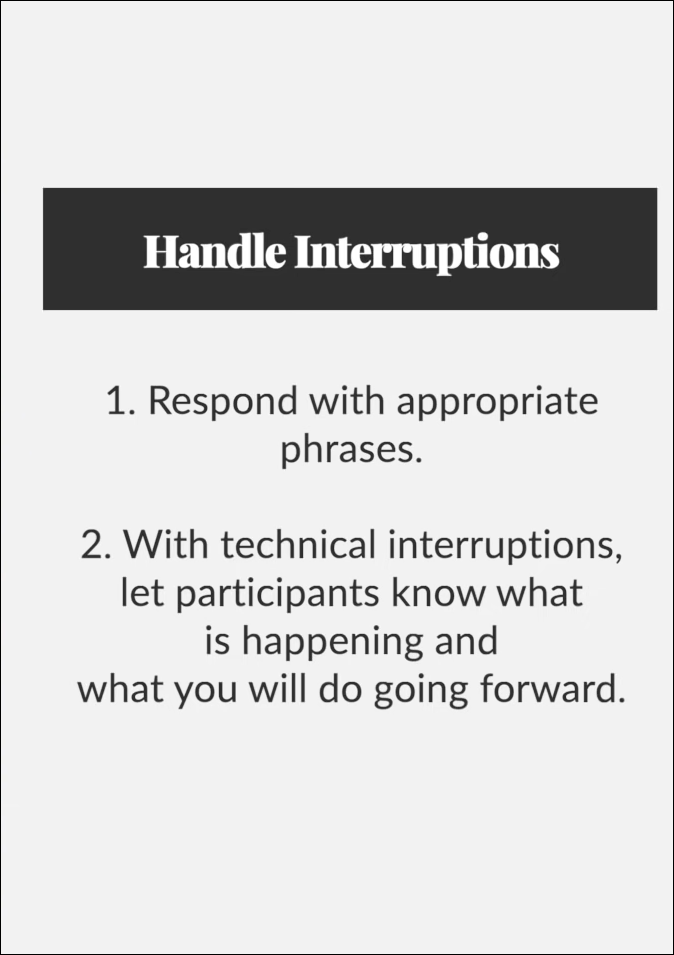 Handle Interruptions
1. Respond with appropriate
phrases.
2. With technical interruptions,
let participants know what
is happening and
what you will do going forward.